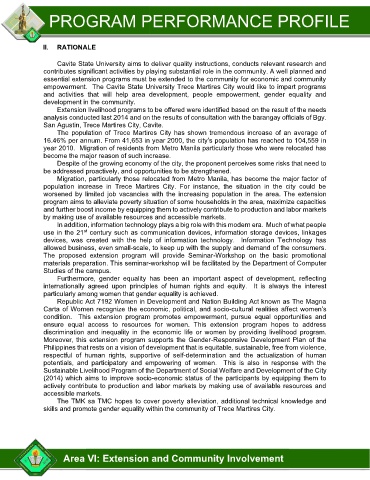 PROGRAM PERFORMANCE PROFILE
II. RATIONALE
Cavite State University aims to deliver quality instructions, conducts relevant research and
contributes significant activities by playing substantial role in the community. A well planned and
essential extension programs must be extended to the community for economic and community
empowerment. The Cavite State University Trece Martires City would like to impart programs
and activities that will help area development, people empowerment, gender equality and
development in the community.
Extension livelihood programs to be offered were identified based on the result of the needs
analysis conducted last 2014 and on the results of consultation with the barangay officials of Bgy.
San Agustin, Trece Martires City, Cavite.
The population of Trece Martires City has shown tremendous increase of an average of
16.46% per annum. From 41,653 in year 2000, the city's population has reached to 104,559 in
year 2010. Migration of residents from Metro Manila particularly those who were relocated has
become the major reason of such increase.
Despite of the growing economy of the city, the proponent perceives some risks that need to
be addressed proactively, and opportunities to be strengthened.
Migration, particularly those relocated from Metro Manila, has become the major factor of
population increase in Trece Martires City. For instance, the situation in the city could be
worsened by limited job vacancies with the increasing population in the area. The extension
program aims to alleviate poverty situation of some households in the area, maximize capacities
and further boost income by equipping them to actively contribute to production and labor markets
by making use of available resources and accessible markets.
In addition, information technology plays a big role with this modern era. Much of what people
use in the 21st century such as communication devices, information storage devices, linkages
devices, was created with the help of information technology. Information Technology has
allowed business, even small-scale, to keep up with the supply and demand of the consumers.
The proposed extension program will provide Seminar-Workshop on the basic promotional
materials preparation. This seminar-workshop will be facilitated by the Department of Computer
Studies of the campus.
Furthermore, gender equality has been an important aspect of development, reflecting
internationally agreed upon principles of human rights and equity. It is always the interest
particularly among women that gender equality is achieved.
Republic Act 7192 Women in Development and Nation Building Act known as The Magna
Carta of Women recognize the economic, political, and socio-cultural realities affect women's
condition. This extension program promotes empowerment, pursue equal opportunities and
ensure equal access to resources for women. This extension program hopes to address
discrimination and inequality in the economic life or women by providing livelihood program.
Moreover, this extension program supports the Gender-Responsive Development Plan of the
Philippines that rests on a vision of development that is equitable, sustainable, free from violence,
respectful of human rights, supportive of self-determination and the actualization of human
potentials, and participatory and empowering of women. This is also in response with the
Sustainable Livelihood Program of the Department of Social Welfare and Development of the City
(2014) which aims to improve socio-economic status of the participants by equipping them to
actively contribute to production and labor markets by making use of available resources and
accessible markets.
The TMK sa TMC hopes to cover poverty alleviation, additional technical knowledge and
skills and promote gender equality within the community of Trece Martires City.
Area VI: Extension and Community Involvement